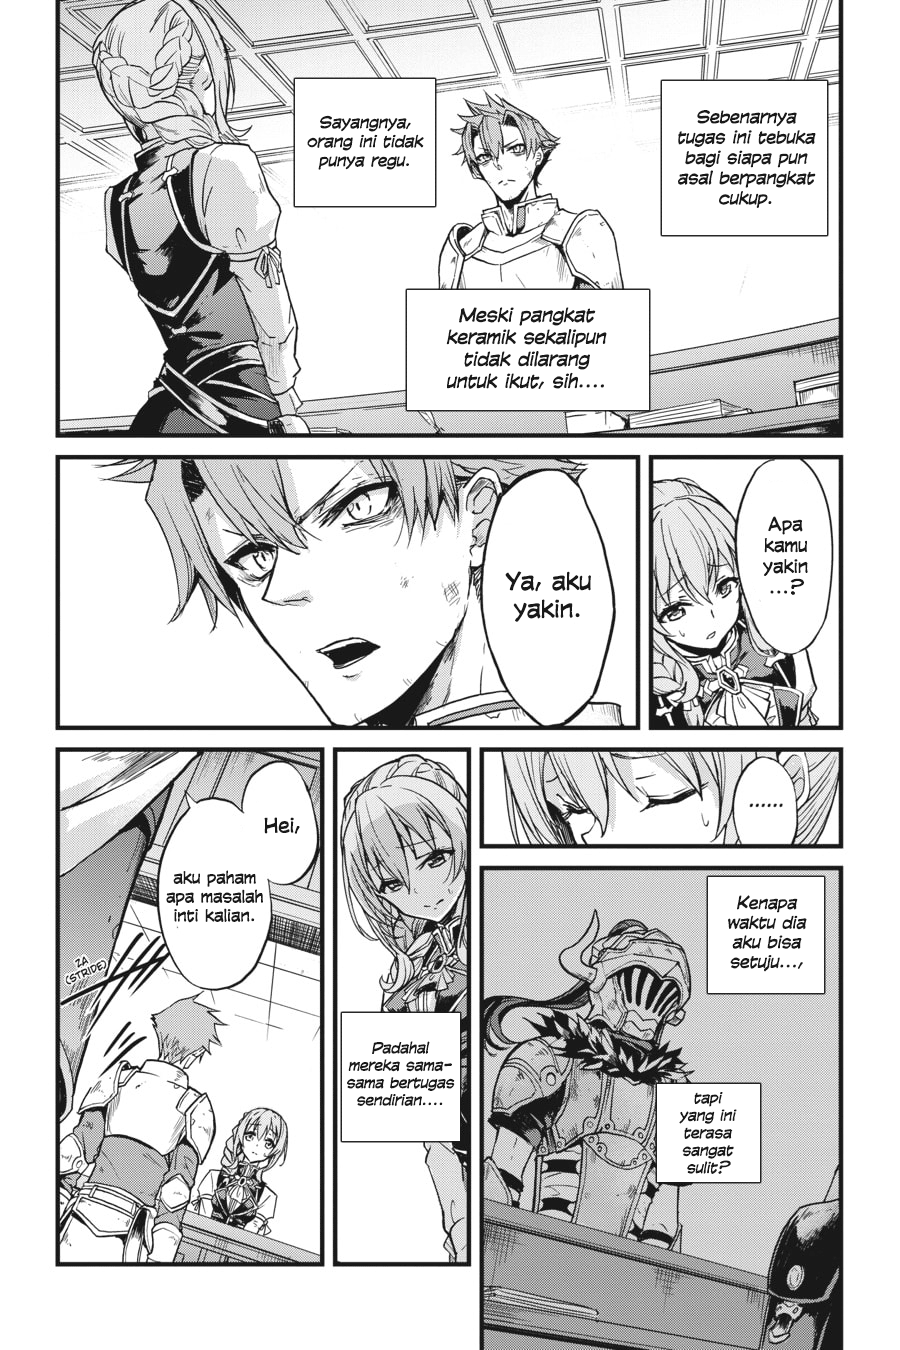 Sebenarnya
tugas ini tebuka
bagi siapa pun
asal berpangkat
cukup.
Sayangnya,
orang ini tidak
punya regu.
Meski pangkat
keramik sekalipun
tidak dilarang
untuk ikut, sih....
Apa
kamu
yakin
...?
Ya, aku
yakin.
......
Kenapa
waktu dia
aku bisa
setuju...,
tapi
yang ini
terasa
sangat
sulit?
Padahal
mereka sama-
sama bertugas
sendirian....
Hei,
aku paham
apa masalah
inti kalian.
ZA
(STRIDE)